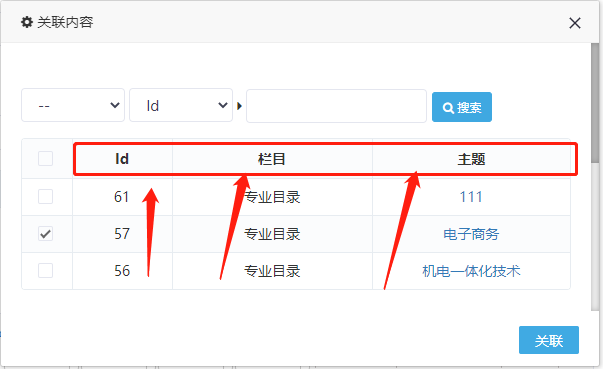 关联内容
-- Id 搜索
Id 栏目 主题
61 专业目录 111
57 专业目录 电子商务
56 专业目录 机电一体化技术
关联